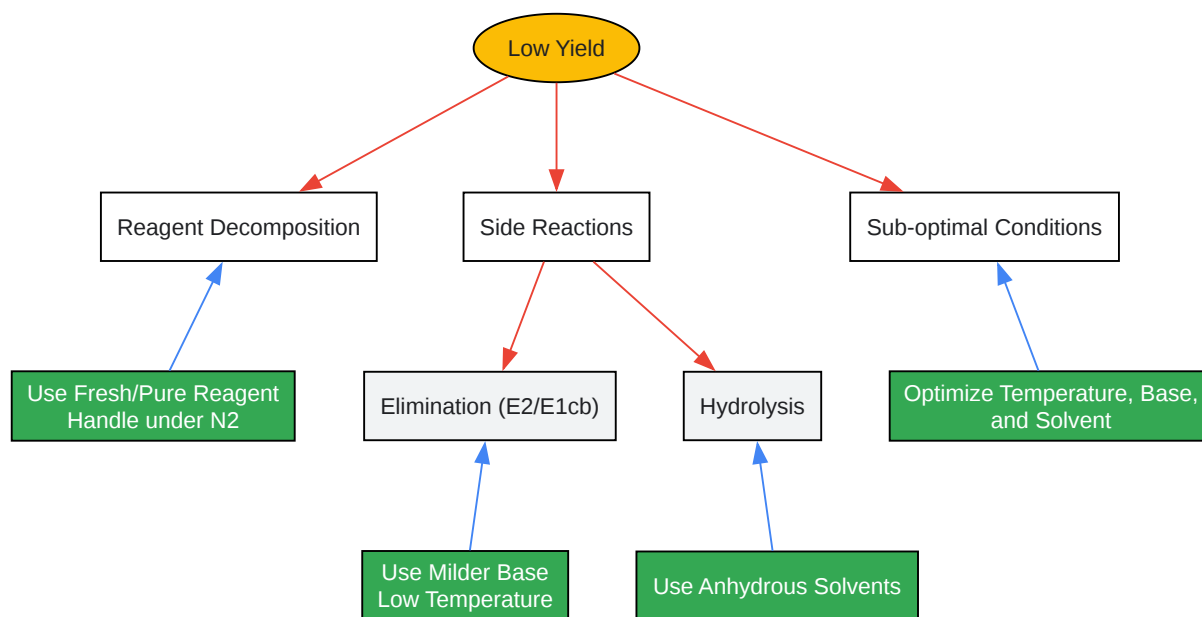 Low Yield
Reagent Decomposition
Side Reactions
Sub-optimal Conditions
Use Fresh/Pure Reagent
Handle under N2
Elimination (E2/E1cb)
Hydrolysis
Optimize Temperature, Base,
and Solvent
Use Milder Base
Low Temperature
Use Anhydrous Solvents